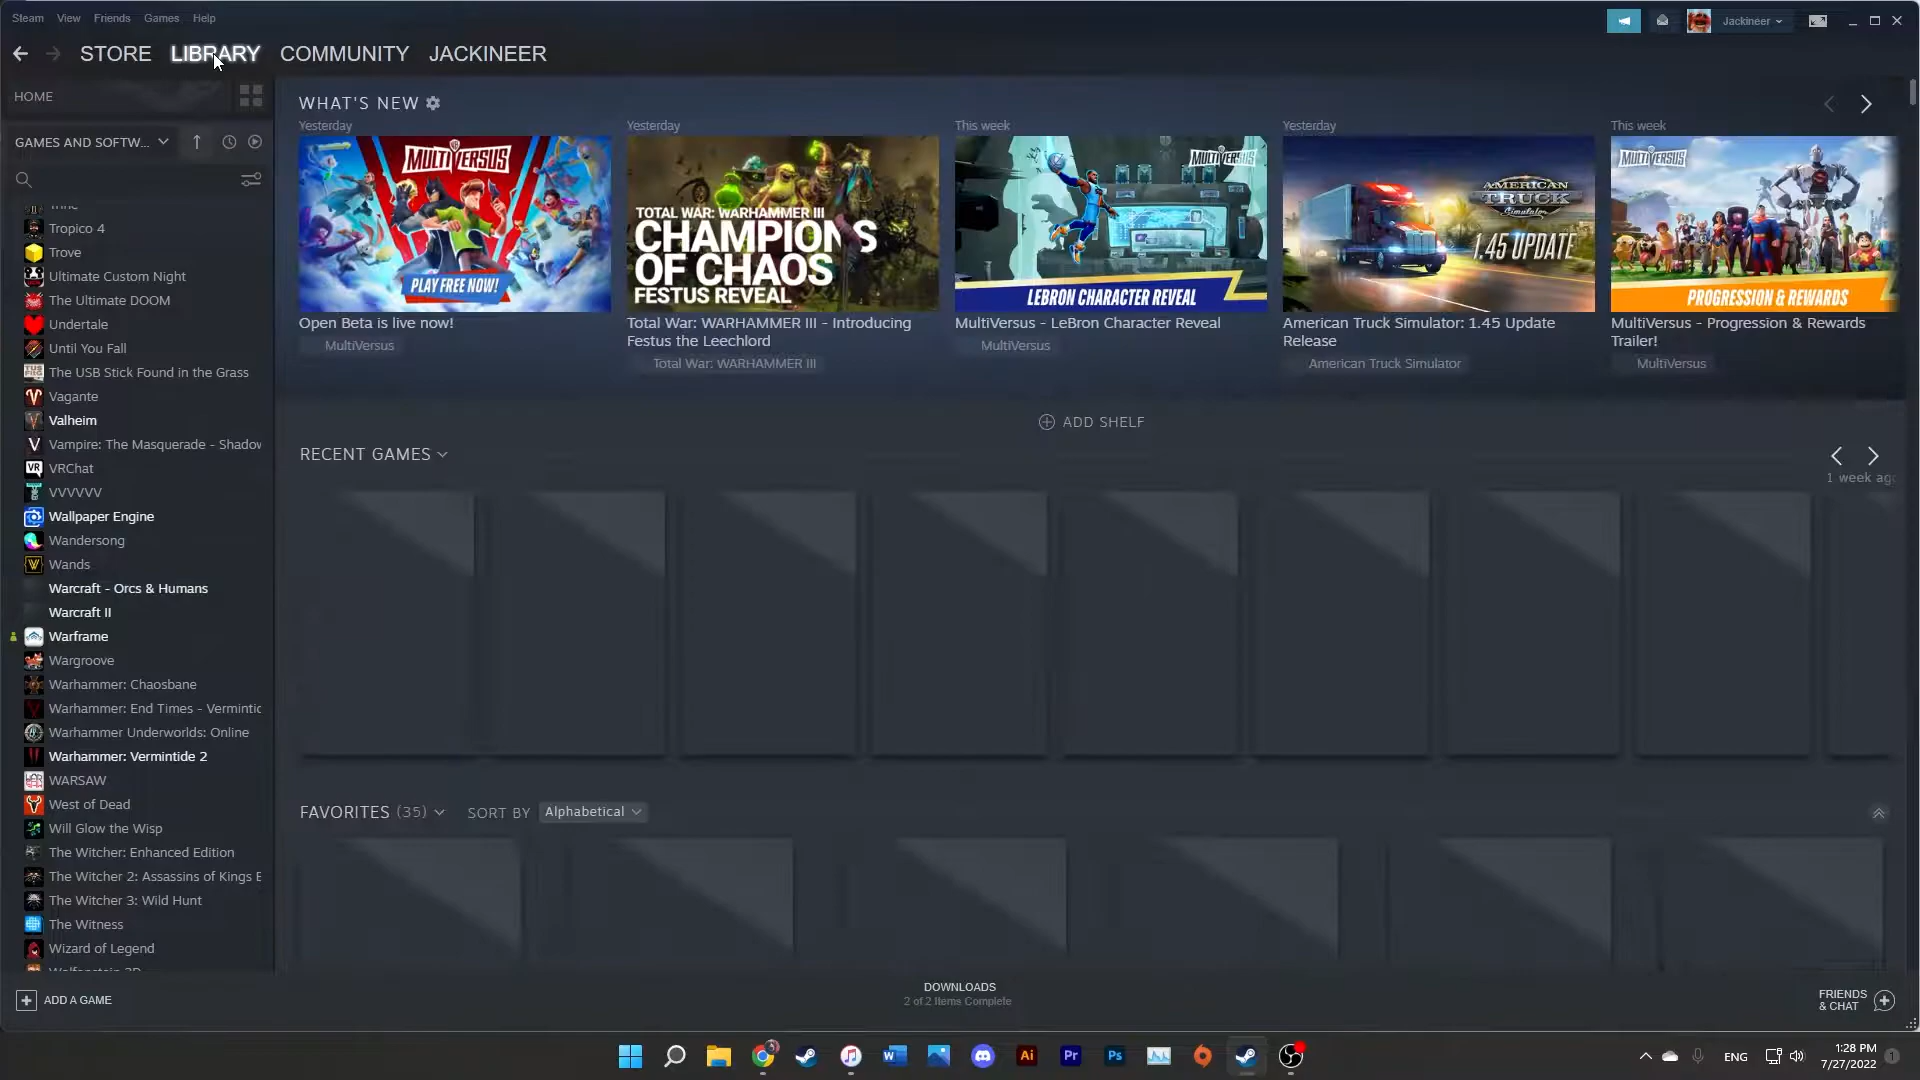 Steam View Friends Games Help
Jackineer
STORE LIBRARY COMMUNITY JACKINEER
HOME
GAMES AND SOFTW...
Tropico 4
Trove
Ultimate Custom Night
The Ultimate DOOM
Undertale
Until You Fall
The USB Stick Found in the Grass
Vagante
Valheim
Vampire: The Masquerade - Shadow
VRChat
VVVVVV
Wallpaper Engine
Wandersong
Wands
Warcraft - Orcs & Humans
Warcraft II
Warframe
Wargroove
Warhammer: Chaosbane
Warhammer: End Times - Vermintid
Warhammer Underworlds: Online
Warhammer: Vermintide 2
WARSAW
West of Dead
Will Glow the Wisp
The Witcher: Enhanced Edition
The Witcher 2: Assassins of Kings E
The Witcher 3: Wild Hunt
The Witness
Wizard of Legend
Wolfenstein 3D
ADD A GAME
WHAT'S NEW
Yesterday
MULTIVERSUS
PLAY FREE NOW!
Open Beta is live now!
MultiVersus
Yesterday
TOTAL WAR: WARHAMMER III
CHAMPIONS
OF CHAOS
FESTUS REVEAL
Total War: WARHAMMER III - Introducing
Festus the Leechlord
Total War: WARHAMMER III
This week
MULTIVERSUS
LEBRON CHARACTER REVEAL
MultiVersus - LeBron Character Reveal
MultiVersus
Yesterday
AMERICAN
TRUCK
Simulator
1.45 UPDATE
American Truck Simulator: 1.45 Update
Release
American Truck Simulator
This week
MULTIVERSUS
PROGRESSION & REWARDS
MultiVersus - Progression & Rewards
Trailer!
MultiVersus
ADD SHELF
RECENT GAMES
1 week ago
FAVORITES (35) SORT BY Alphabetical
DOWNLOADS
2 of 2 Items Complete
FRIENDS
& CHAT
ENG
1:28 PM
7/27/2022
1